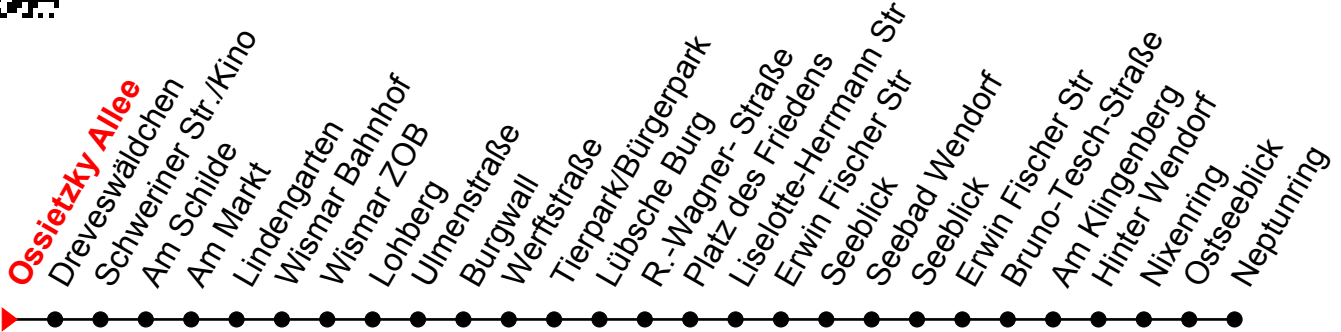 Ossietzky Allee
Dreveswäldchen
Schweriner Str./Kino
Am Schilde
Am Markt
Lindengarten
Wismar Bahnhof
Wismar ZOB
Lohberg
Ulmenstraße
Burgwall
Werftstraße
Tierpark/Bürgerpark
Lübsche Burg
R.-Wagner- Straße
Platz des Friedens
Liselotte-Herrmann Str
Erwin Fischer Str
Seeblick
Seebad Wendorf
Seeblick
Erwin Fischer Str
Bruno-Tesch-Straße
Am Klingenberg
Hinter Wendorf
Nixenring
Ostseeblick
Neptunring